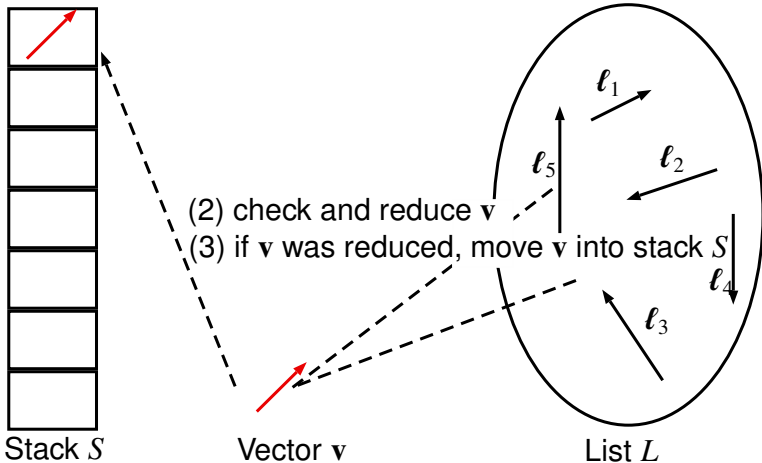 ℓ₁
ℓ₅
ℓ₂
(2) check and reduce v
(3) if v was reduced, move v into stack S
ℓ₄
ℓ₃
Stack S
Vector v
List L